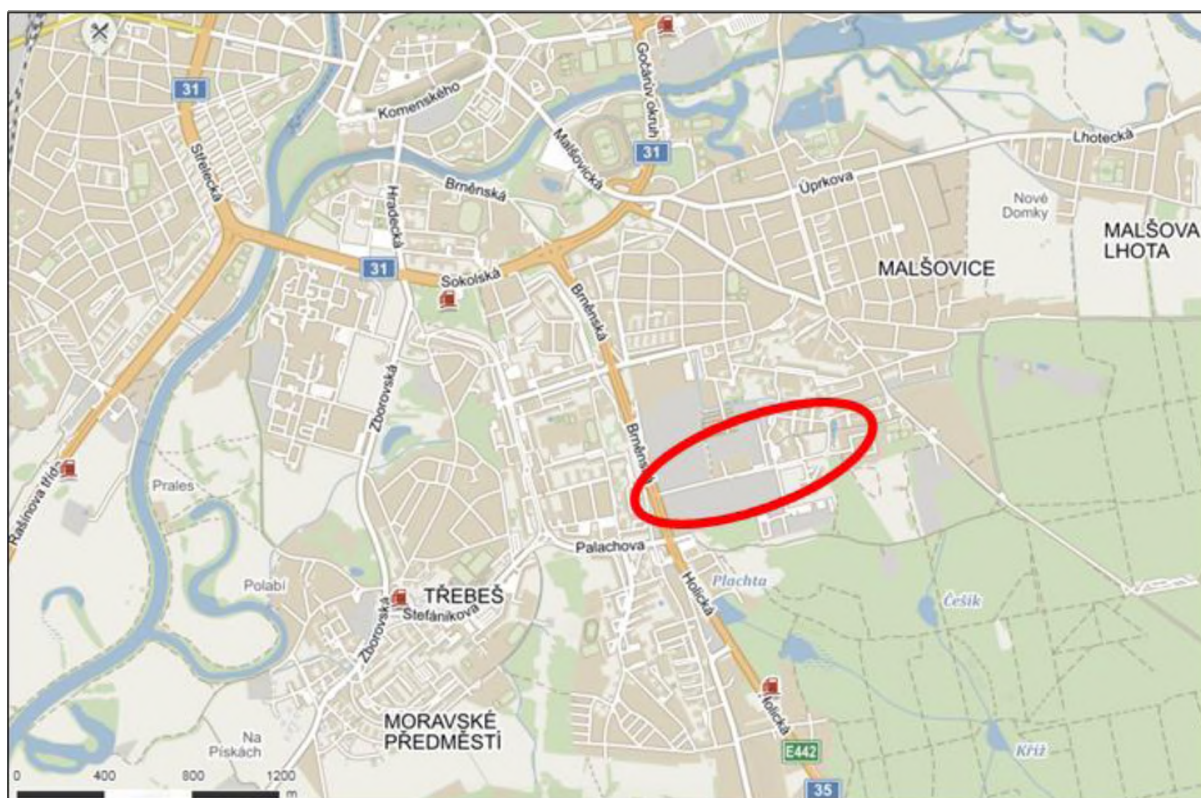 Gočárův okruh
31
Komenského
Malšovická
31
Lhotecká
Střelecká
Hradecká
Brněnská
Úprkova
Nové
Domky
MALŠOVA
LHOTA
MALŠOVICE
31
Sokolská
Brněnská
Zborovská
Brněnská
Rašínova třída
Prales
Palachova
Polabí
Plachta
Češík
TŘEBEŠ
Stefánikova
Holická
Zborovská
MORAVSKÉ
PŘEDMĚSTÍ
Na
Pískách
Holická
E442
Kříž
35
0 400 800 1200
m